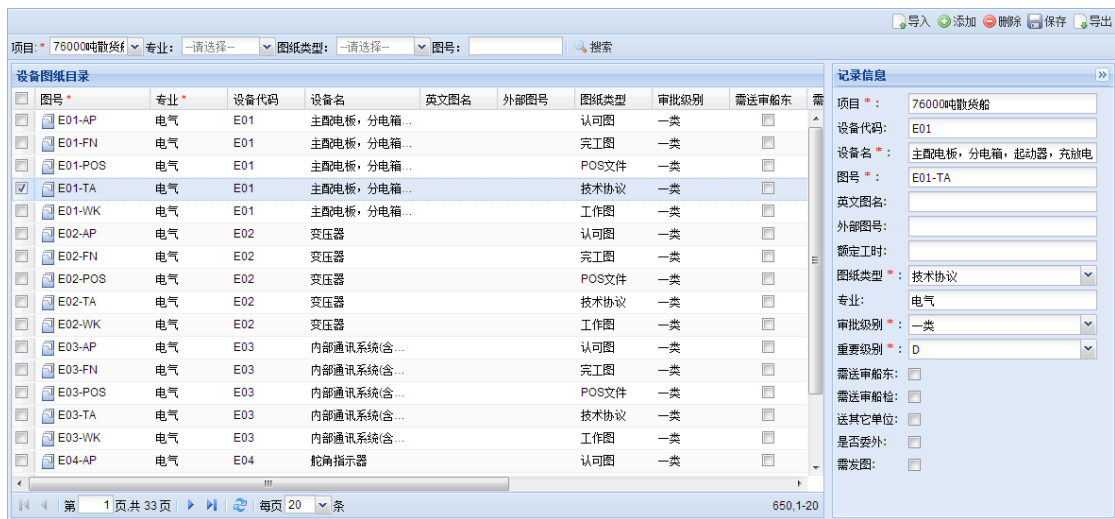 导入 添加 删除 保存 导出
项目:* 76000吨散货船 专业: --请选择-- 图纸类型: --请选择-- 图号: 搜索
设备图纸目录
图号* 专业* 设备代码 设备名 英文图名 外部图号 图纸类型 审批级别 需送审船东 需
E01-AP 电气 E01 主配电板，分电箱... 认可图 一类
E01-FN 电气 E01 主配电板，分电箱... 完工图 一类
E01-POS 电气 E01 主配电板，分电箱... POS文件 一类
E01-TA 电气 E01 主配电板，分电箱... 技术协议 一类
E01-WK 电气 E01 主配电板，分电箱... 工作图 一类
E02-AP 电气 E02 变压器 认可图 一类
E02-FN 电气 E02 变压器 完工图 一类
E02-POS 电气 E02 变压器 POS文件 一类
E02-TA 电气 E02 变压器 技术协议 一类
E02-WK 电气 E02 变压器 工作图 一类
E03-AP 电气 E03 内部通讯系统(含... 认可图 一类
E03-FN 电气 E03 内部通讯系统(含... 完工图 一类
E03-POS 电气 E03 内部通讯系统(含... POS文件 一类
E03-TA 电气 E03 内部通讯系统(含... 技术协议 一类
E03-WK 电气 E03 内部通讯系统(含... 工作图 一类
E04-AP 电气 E04 舵角指示器 认可图 一类
第 1 页,共 33 页 每页 20 条 650,1-20
记录信息
项目 *: 76000吨散货船
设备代码: E01
设备名 *: 主配电板，分电箱，起动器，充放电
图号 *: E01-TA
英文图名:
外部图号:
额定工时:
图纸类型 *: 技术协议
专业: 电气
审批级别 *: 一类
重要级别 *: D
需送审船东:
需送审船检:
送其它单位:
是否委外:
需发图: